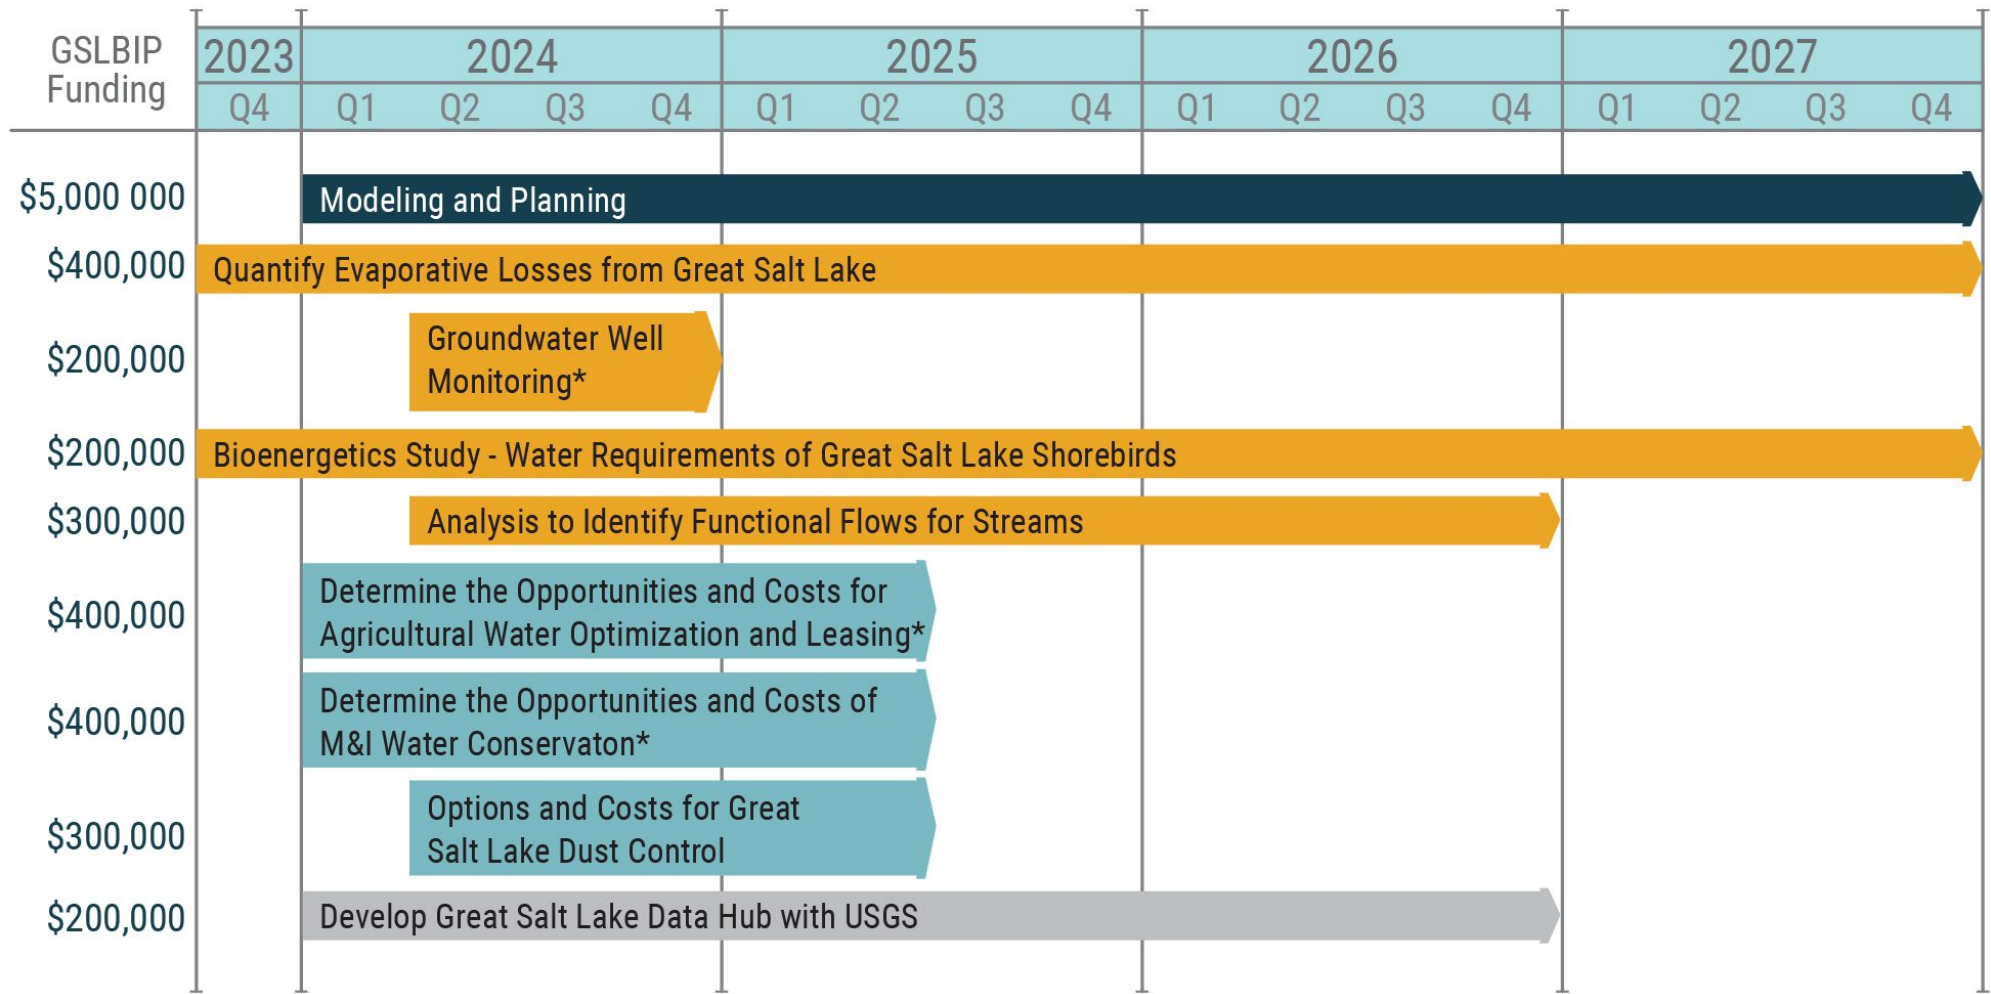 GSLBIP
Funding
2023 2024 2025 2026 2027
Q4 Q1 Q2 Q3 Q4 Q1 Q2 Q3 Q4 Q1 Q2 Q3 Q4 Q1 Q2 Q3 Q4
$5,000 000 Modeling and Planning
$400,000 Quantify Evaporative Losses from Great Salt Lake
$200,000 Groundwater Well
Monitoring*
$200,000 Bioenergetics Study - Water Requirements of Great Salt Lake Shorebirds
$300,000 Analysis to Identify Functional Flows for Streams
$400,000 Determine the Opportunities and Costs for
Agricultural Water Optimization and Leasing*
$400,000 Determine the Opportunities and Costs of
M&I Water Conservaton*
$300,000 Options and Costs for Great
Salt Lake Dust Control
$200,000 Develop Great Salt Lake Data Hub with USGS